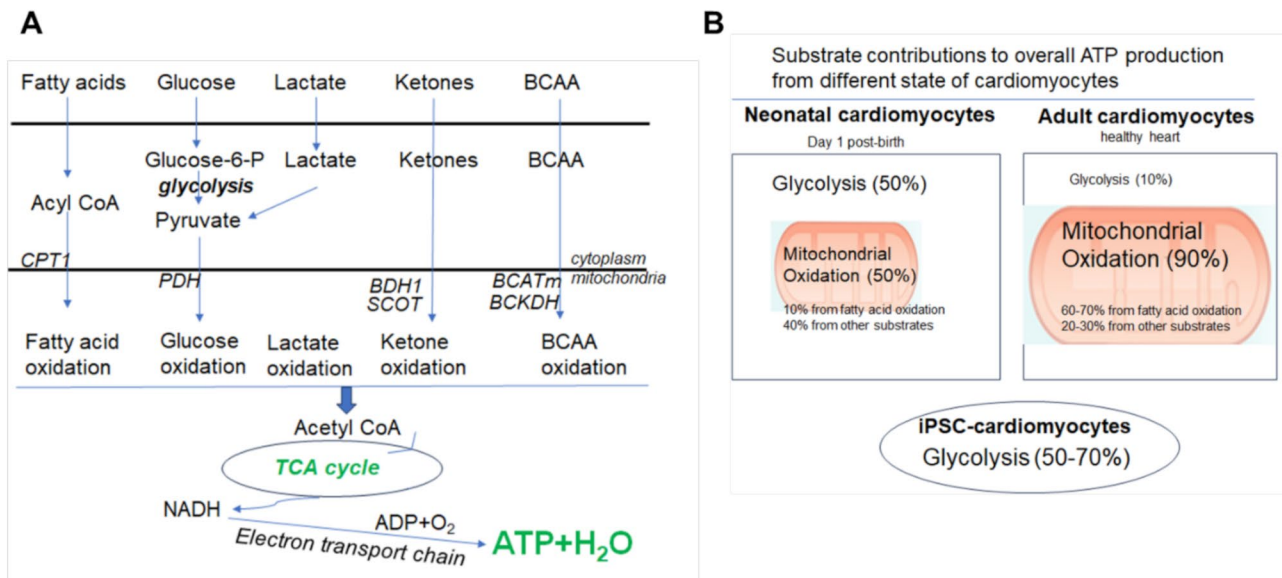 A
Fatty acids Glucose Lactate Ketones BCAA
Glucose-6-P Lactate Ketones BCAA
glycolysis
Acyl CoA
Pyruvate
CPT1
cytoplasm
mitochondria
PDH
BDH1
SCOT
BCATm
BCKDH
Fatty acid
oxidation
Glucose
oxidation
Lactate
oxidation
Ketone
oxidation
BCAA
oxidation
Acetyl CoA
TCA cycle
NADH
ADP+O₂
Electron transport chain
ATP+H₂O
B
Substrate contributions to overall ATP production
from different state of cardiomyocytes
Neonatal cardiomyocytes
Day 1 post-birth
Glycolysis (50%)
Mitochondrial
Oxidation (50%)
10% from fatty acid oxidation
40% from other substrates
Adult cardiomyocytes
healthy heart
Glycolysis (10%)
Mitochondrial
Oxidation (90%)
60-70% from fatty acid oxidation
20-30% from other substrates
iPSC-cardiomyocytes
Glycolysis (50-70%)